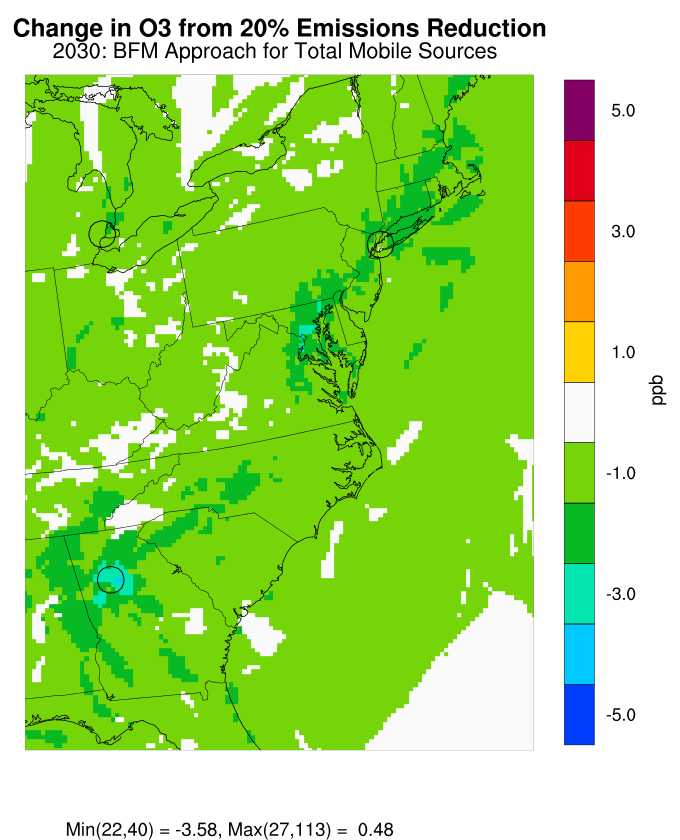 Change in O3 from 20% Emissions Reduction
2030: BFM Approach for Total Mobile Sources
5.0
3.0
1.0
-1.0
-3.0
-5.0
ppb
Min(22,40) = -3.58, Max(27,113) = 0.48